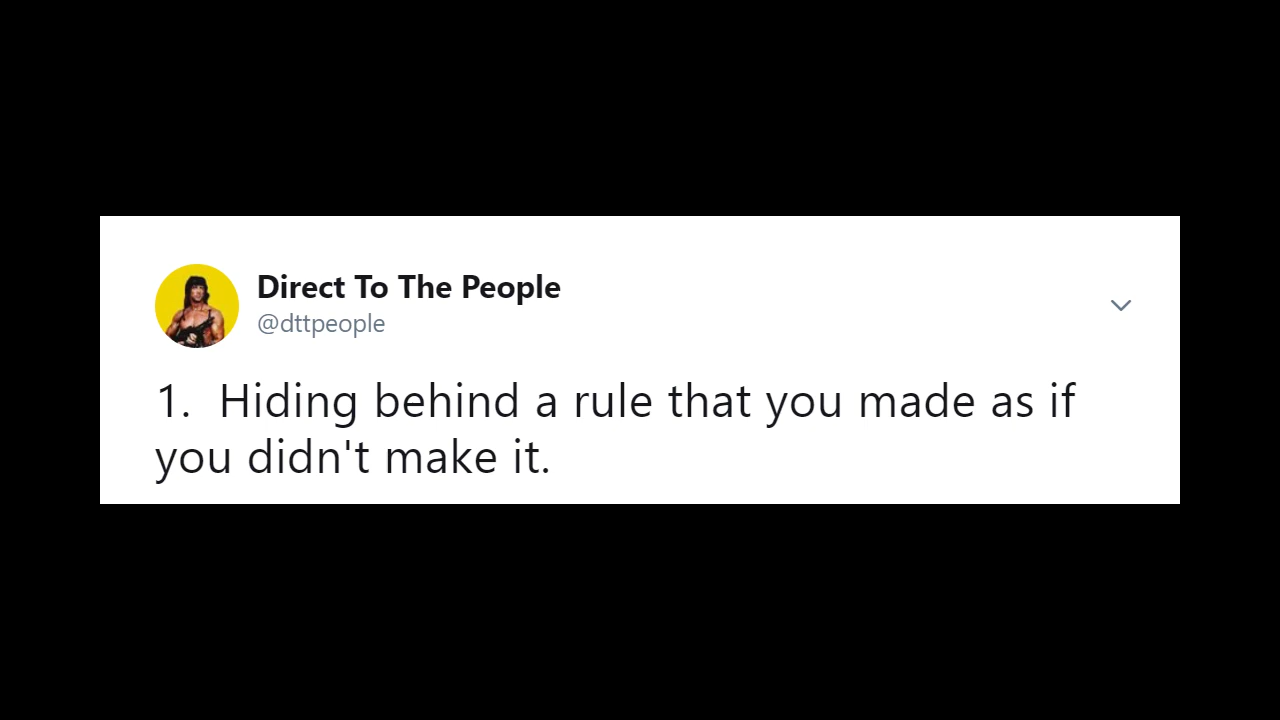 Direct To The People
@dttpeople
1.  Hiding behind a rule that you made as if
you didn't make it.